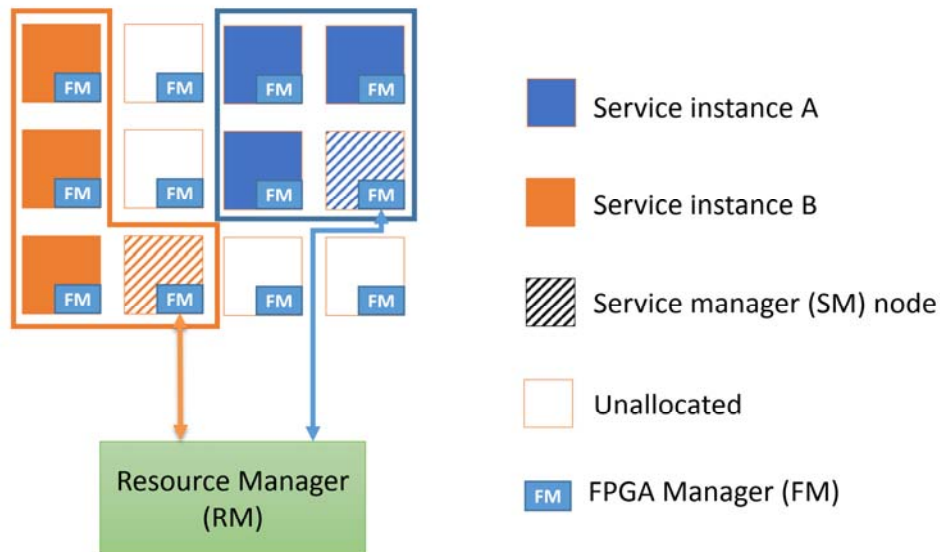 FM FM FM FM
FM FM FM FM
FM FM FM FM
Resource Manager
(RM)
Service instance A
Service instance B
Service manager (SM) node
Unallocated
FM FPGA Manager (FM)